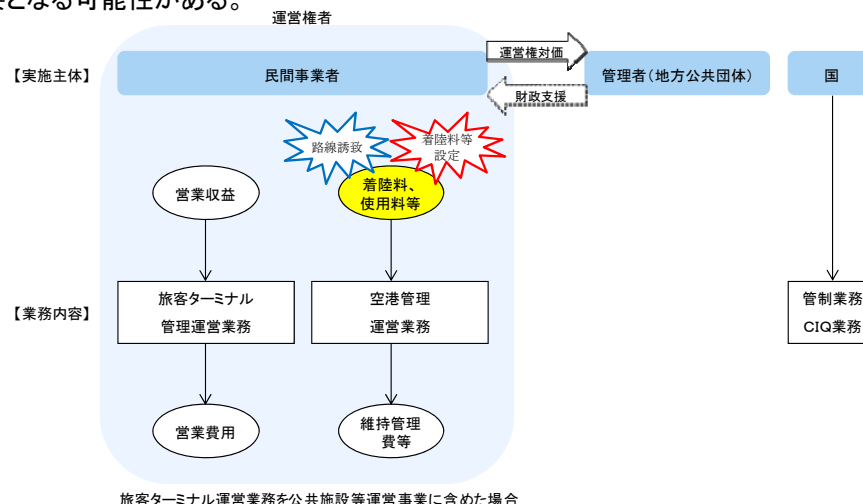 となる可能性がある。
運営権者
運営権対価
【実施主体】
民間事業者
管理者(地方公共団体)
国
財政支援
路線誘致
着陸料等
設定
営業収益
着陸料、
使用料等
【業務内容】
旅客ターミナル
管理運営業務
空港管理
運営業務
管制業務
CIQ業務
営業費用
維持管理
費等
旅客ターミナル運営業務を公共施設等運営事業に含めた場合